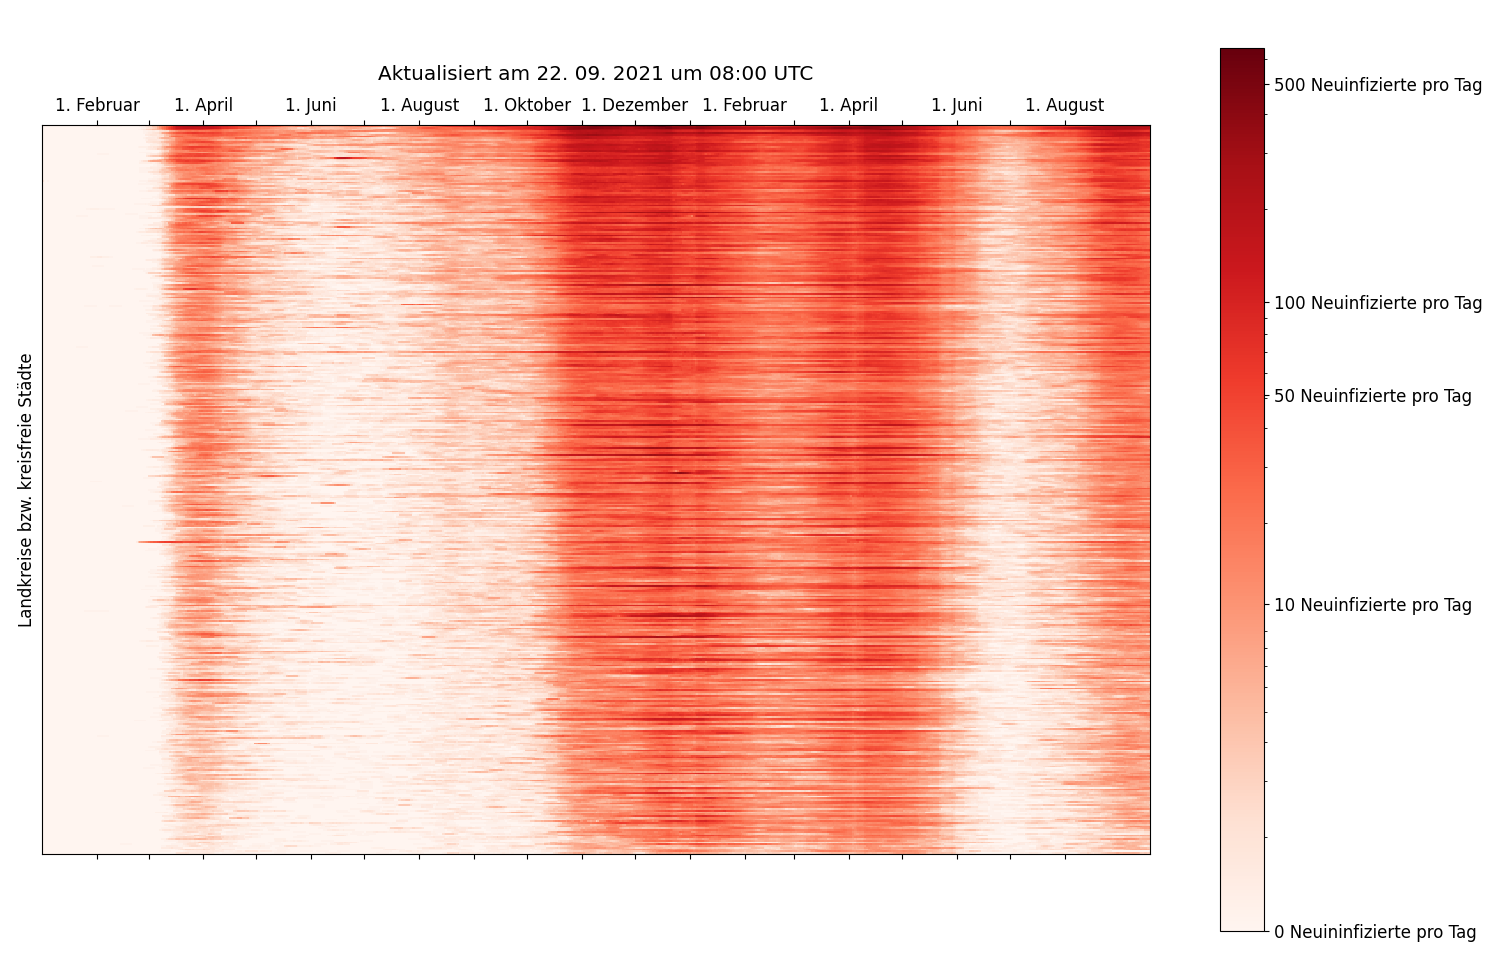 Aktualisiert am 22. 09. 2021 um 08:00 UTC
1. Februar 1. April 1. Juni 1. August 1. Oktober 1. Dezember 1. Februar 1. April 1. Juni 1. August
Landkreise bzw. kreisfreie Städte
500 Neuinfizierte pro Tag
100 Neuinfizierte pro Tag
50 Neuinfizierte pro Tag
10 Neuinfizierte pro Tag
0 Neuininfizierte pro Tag